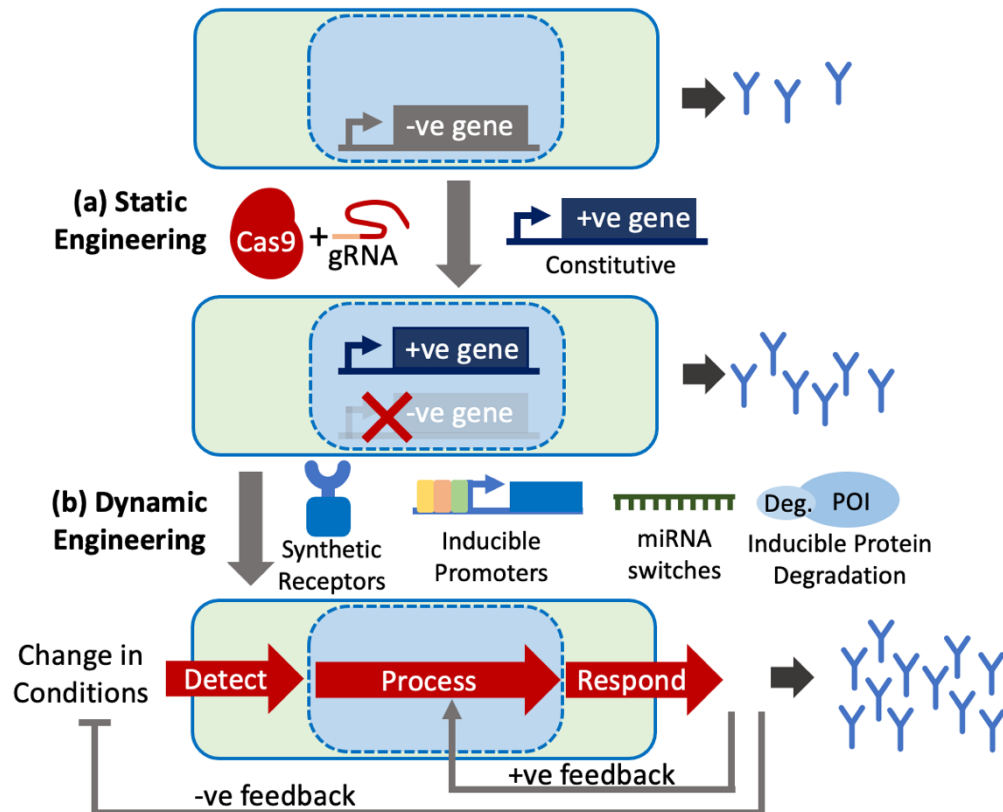 -ve gene
(a) Static
Engineering
Cas9
+
gRNA
+ve gene
Constitutive
+ve gene
-ve gene
(b) Dynamic
Engineering
Synthetic
Receptors
Inducible
Promoters
miRNA
switches
Deg.
POI
Inducible Protein
Degradation
Change in
Conditions
Detect
Process
Respond
+ve feedback
-ve feedback